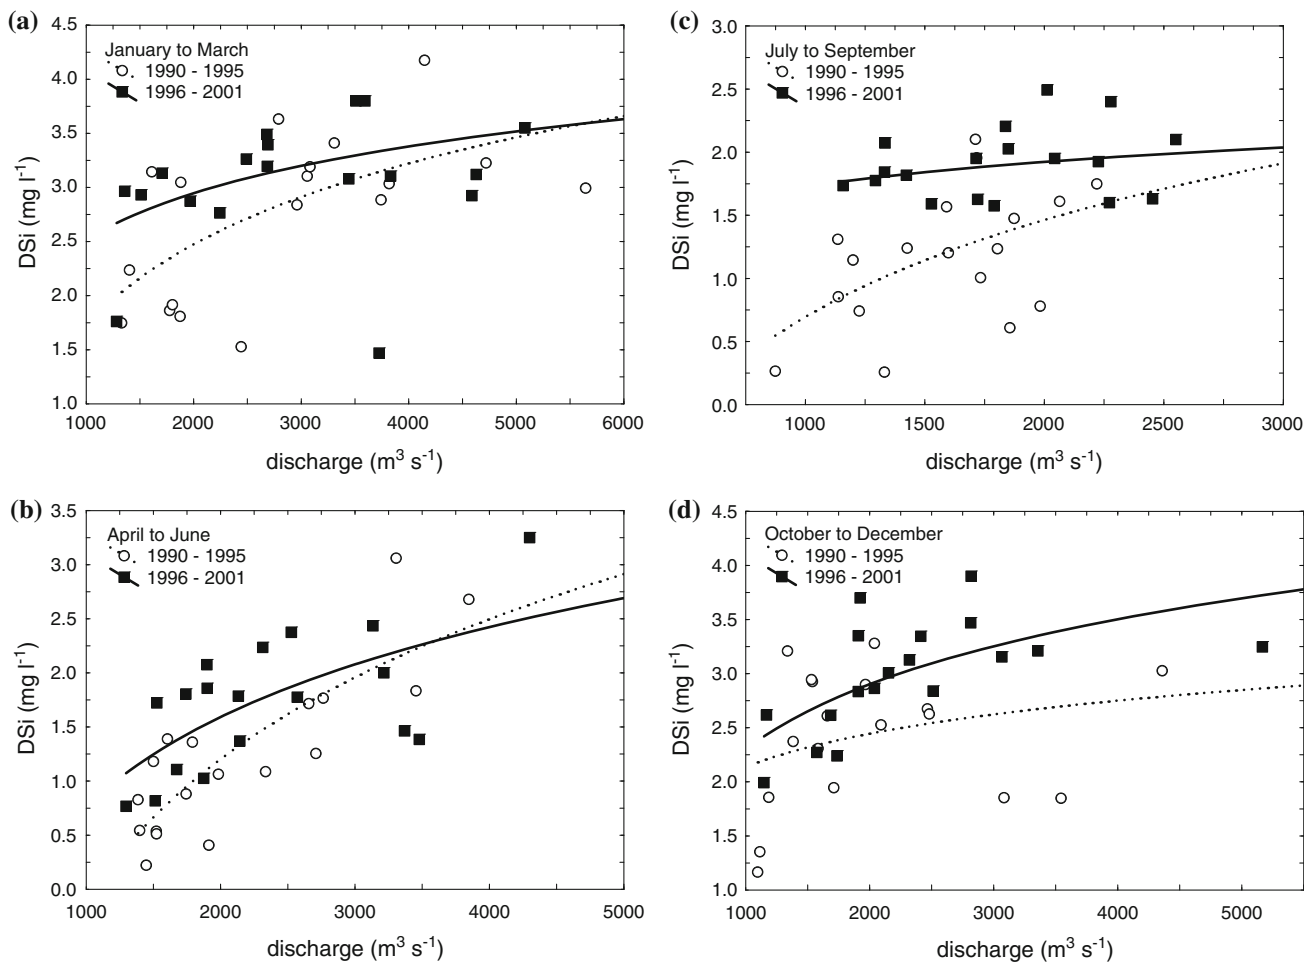 (a)
4.5
4.0
3.5
3.0
2.5
2.0
1.5
1.0
DSi (mg l⁻¹)
January to March
1990 - 1995
1996 - 2001
1000 2000 3000 4000 5000 6000
discharge (m³ s⁻¹)
(c)
3.0
2.5
2.0
1.5
1.0
0.5
0.0
DSi (mg l⁻¹)
July to September
1990 - 1995
1996 - 2001
1000 1500 2000 2500 3000
discharge (m³ s⁻¹)
(b)
3.5
3.0
2.5
2.0
1.5
1.0
0.5
0.0
DSi (mg l⁻¹)
April to June
1990 - 1995
1996 - 2001
1000 2000 3000 4000 5000
discharge (m³ s⁻¹)
(d)
4.5
4.0
3.5
3.0
2.5
2.0
1.5
1.0
DSi (mg l⁻¹)
October to December
1990 - 1995
1996 - 2001
1000 2000 3000 4000 5000
discharge (m³ s⁻¹)